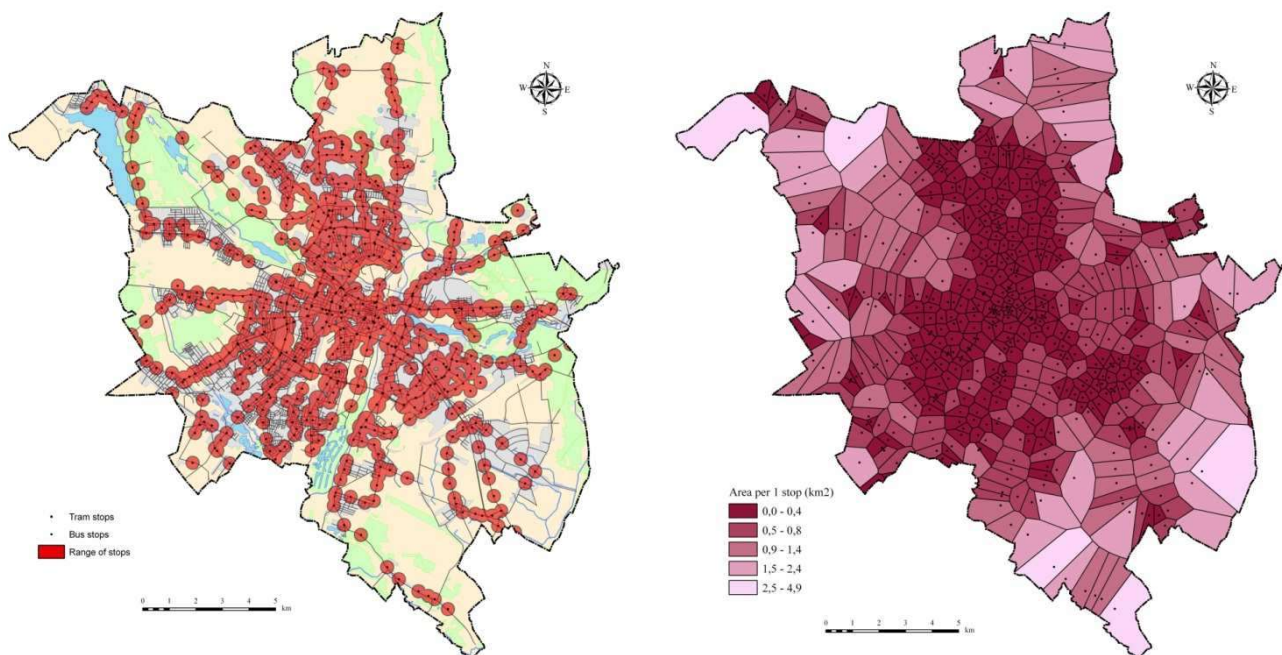 N
W E
S
Tram stops
Bus stops
Range of stops
0 1 2 3 4 5
km
N
W E
S
Area per 1 stop (km2)
0,0 - 0,4
0,5 - 0,8
0,9 - 1,4
1,5 - 2,4
2,5 - 4,9
0 1 2 3 4 5
km